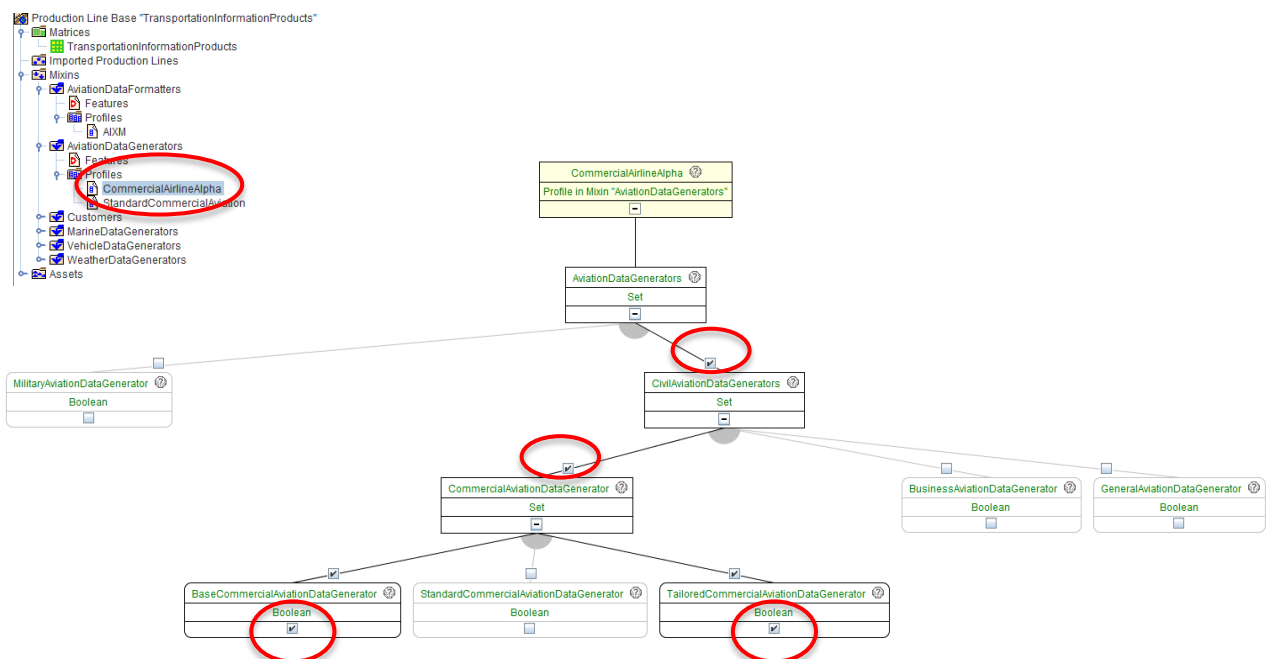 Production Line Base "TransportationInformationProducts"
Matrices
TransportationInformationProducts
Imported Production Lines
Mixins
AviationDataFormatters
Features
Profiles
AIXM
AviationDataGenerators
Features
Profiles
CommercialAirlineAlpha
StandardCommercialAviation
Customers
MarineDataGenerators
VehicleDataGenerators
WeatherDataGenerators
Assets
CommercialAirlineAlpha
Profile in Mixin "AviationDataGenerators"
AviationDataGenerators
Set
MilitaryAviationDataGenerator
Boolean
CivilAviationDataGenerators
Set
CommercialAviationDataGenerator
Set
BusinessAviationDataGenerator
Boolean
GeneralAviationDataGenerator
Boolean
BaseCommercialAviationDataGenerator
Boolean
StandardCommercialAviationDataGenerator
Boolean
TailoredCommercialAviationDataGenerator
Boolean